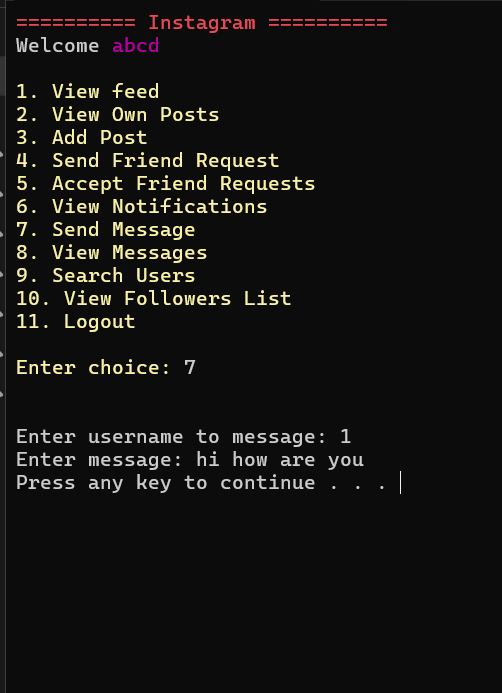 ========== Instagram ==========
Welcome abcd
1. View feed
2. View Own Posts
3. Add Post
4. Send Friend Request
5. Accept Friend Requests
6. View Notifications
7. Send Message
8. View Messages
9. Search Users
10. View Followers List
11. Logout
Enter choice: 7
Enter username to message: 1
Enter message: hi how are you
Press any key to continue . . .